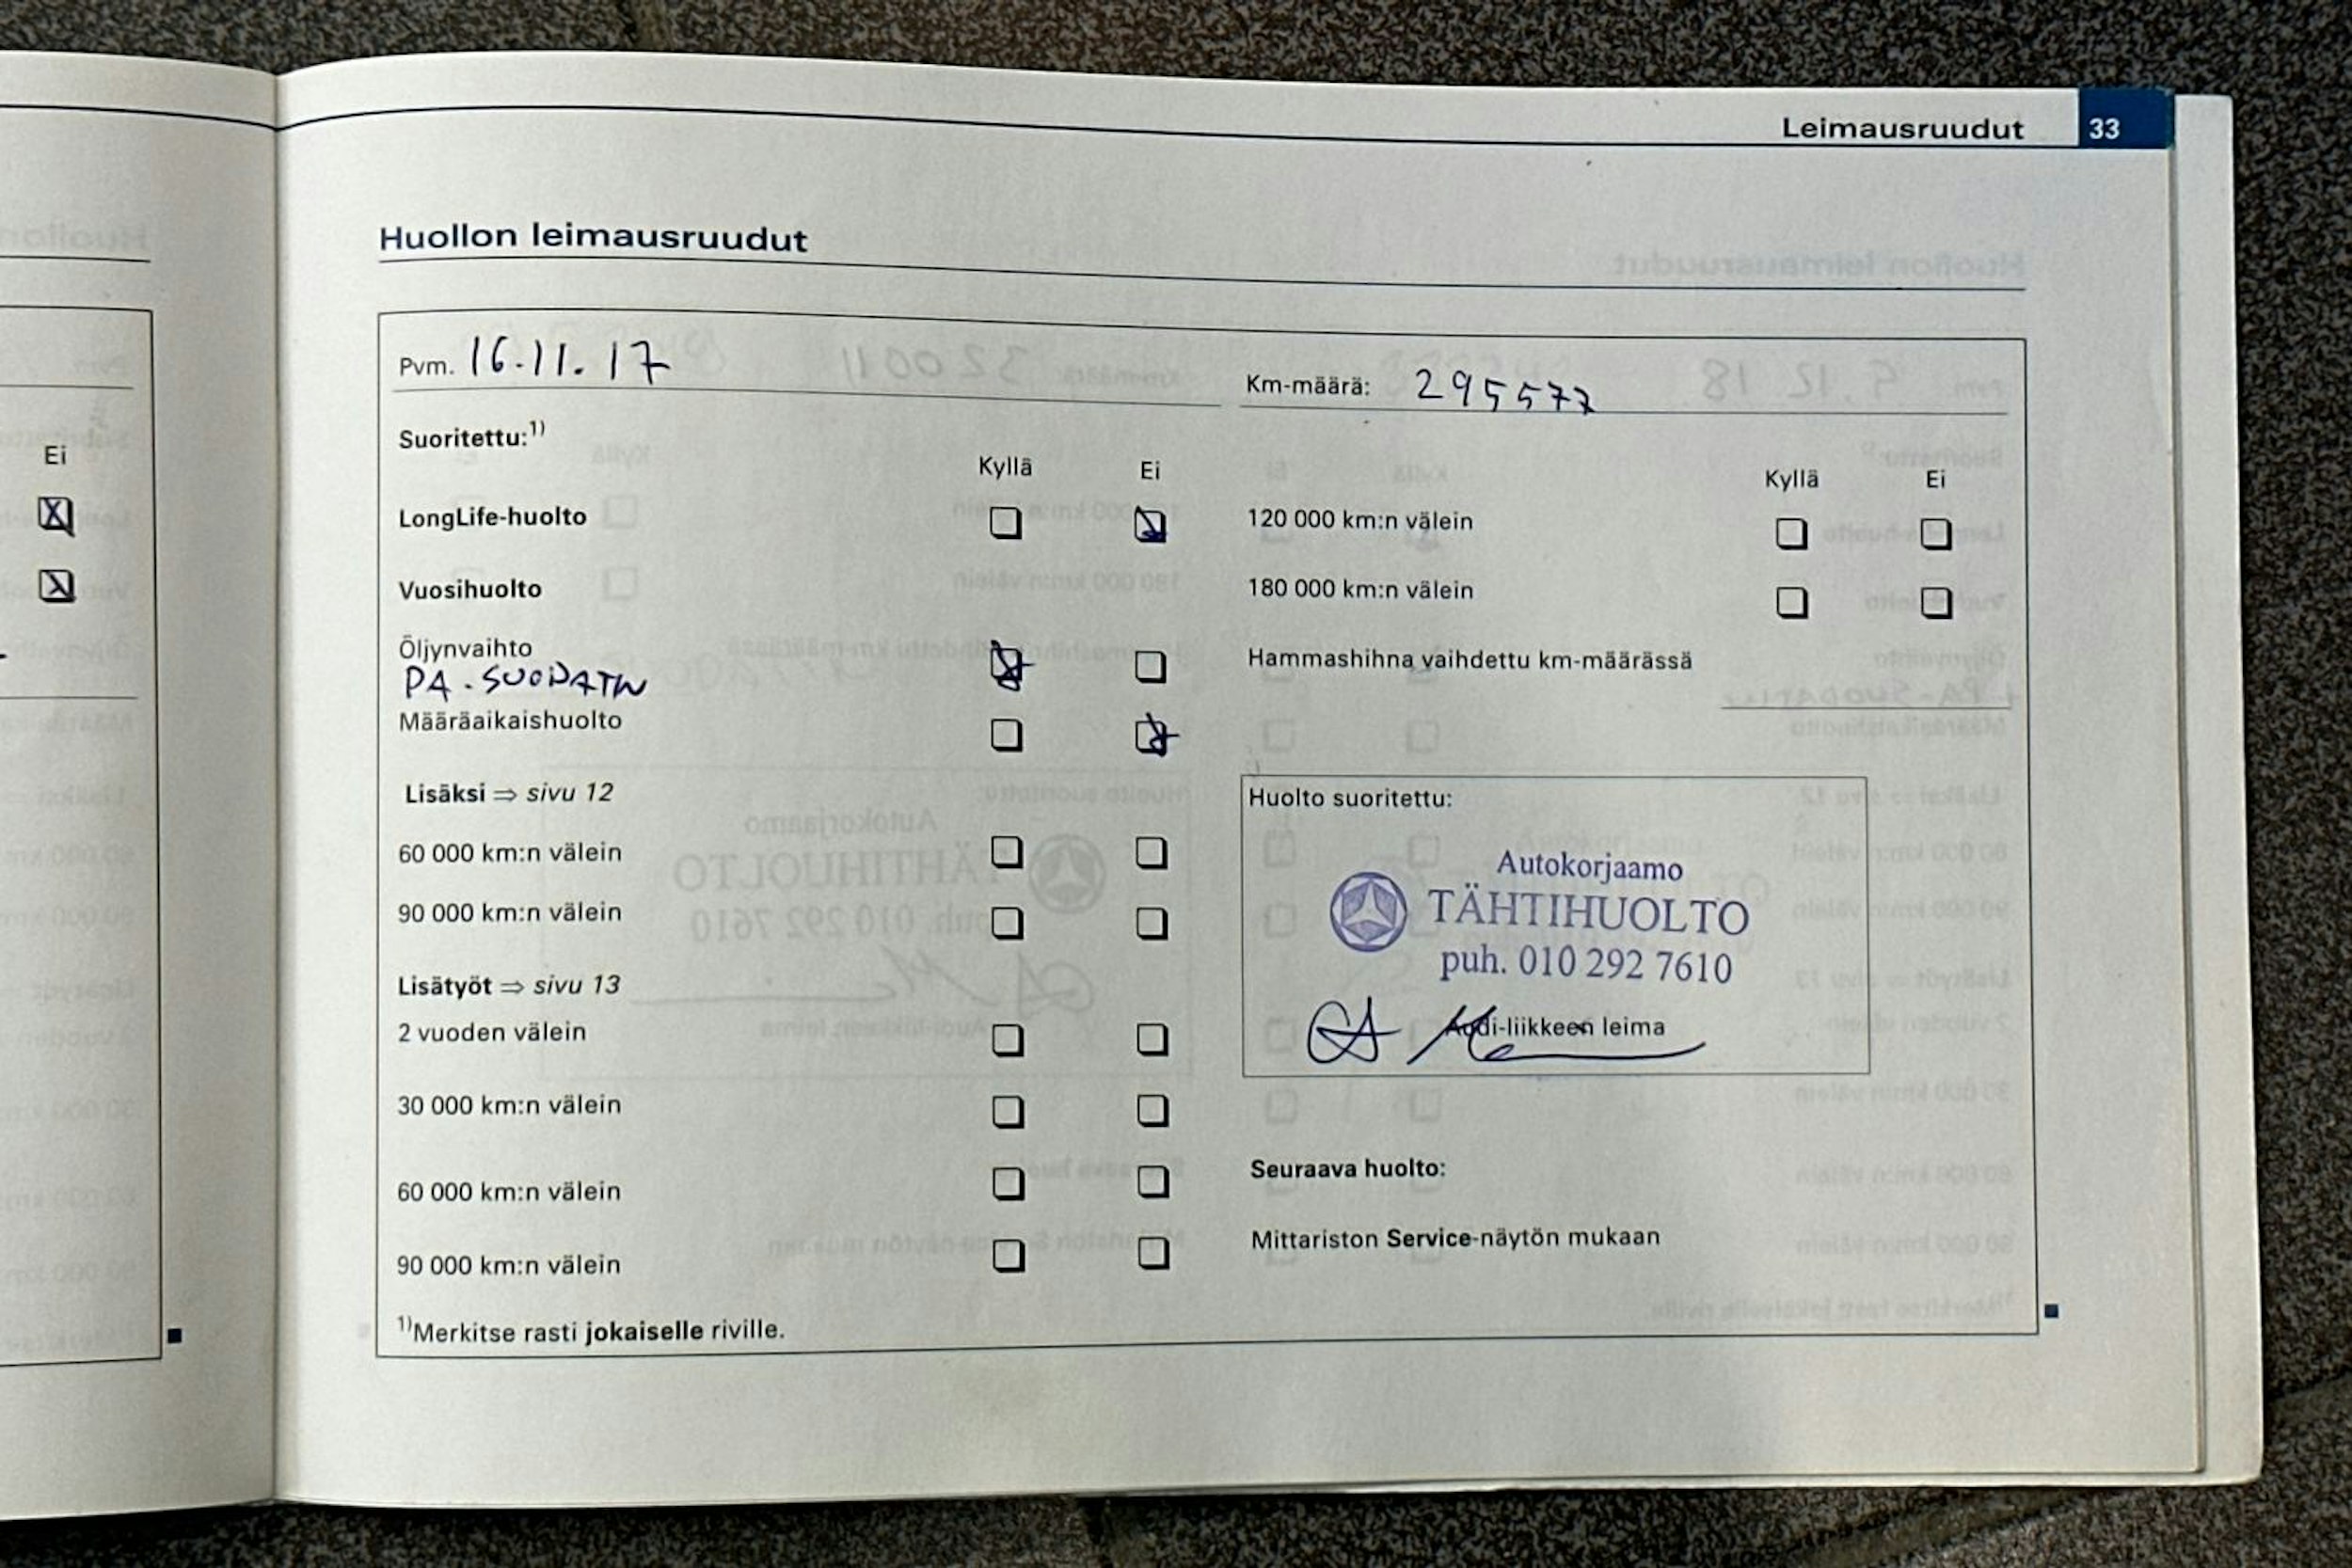 Leimausruudut 33
Huollon leimausruudut
Pvm. 16.11.17
Km-määrä: 295577
Suoritettu:1)
Kyllä Ei
LongLife-huolto
Vuosihuolto
Öljynvaihto
PA-SUODATIN
Määräaikaishuolto
Lisäksi ⇒ sivu 12
60 000 km:n välein
90 000 km:n välein
Lisätyöt ⇒ sivu 13
2 vuoden välein
30 000 km:n välein
60 000 km:n välein
90 000 km:n välein
1)Merkitse rasti jokaiselle riville.
Kyllä Ei
120 000 km:n välein
180 000 km:n välein
Hammashihna vaihdettu km-määrässä
Huolto suoritettu:
Autokorjaamo
TÄHTIHUOLTO
puh. 010 292 7610
Audi-liikkeen leima
Seuraava huolto:
Mittariston Service-näytön mukaan
Ei